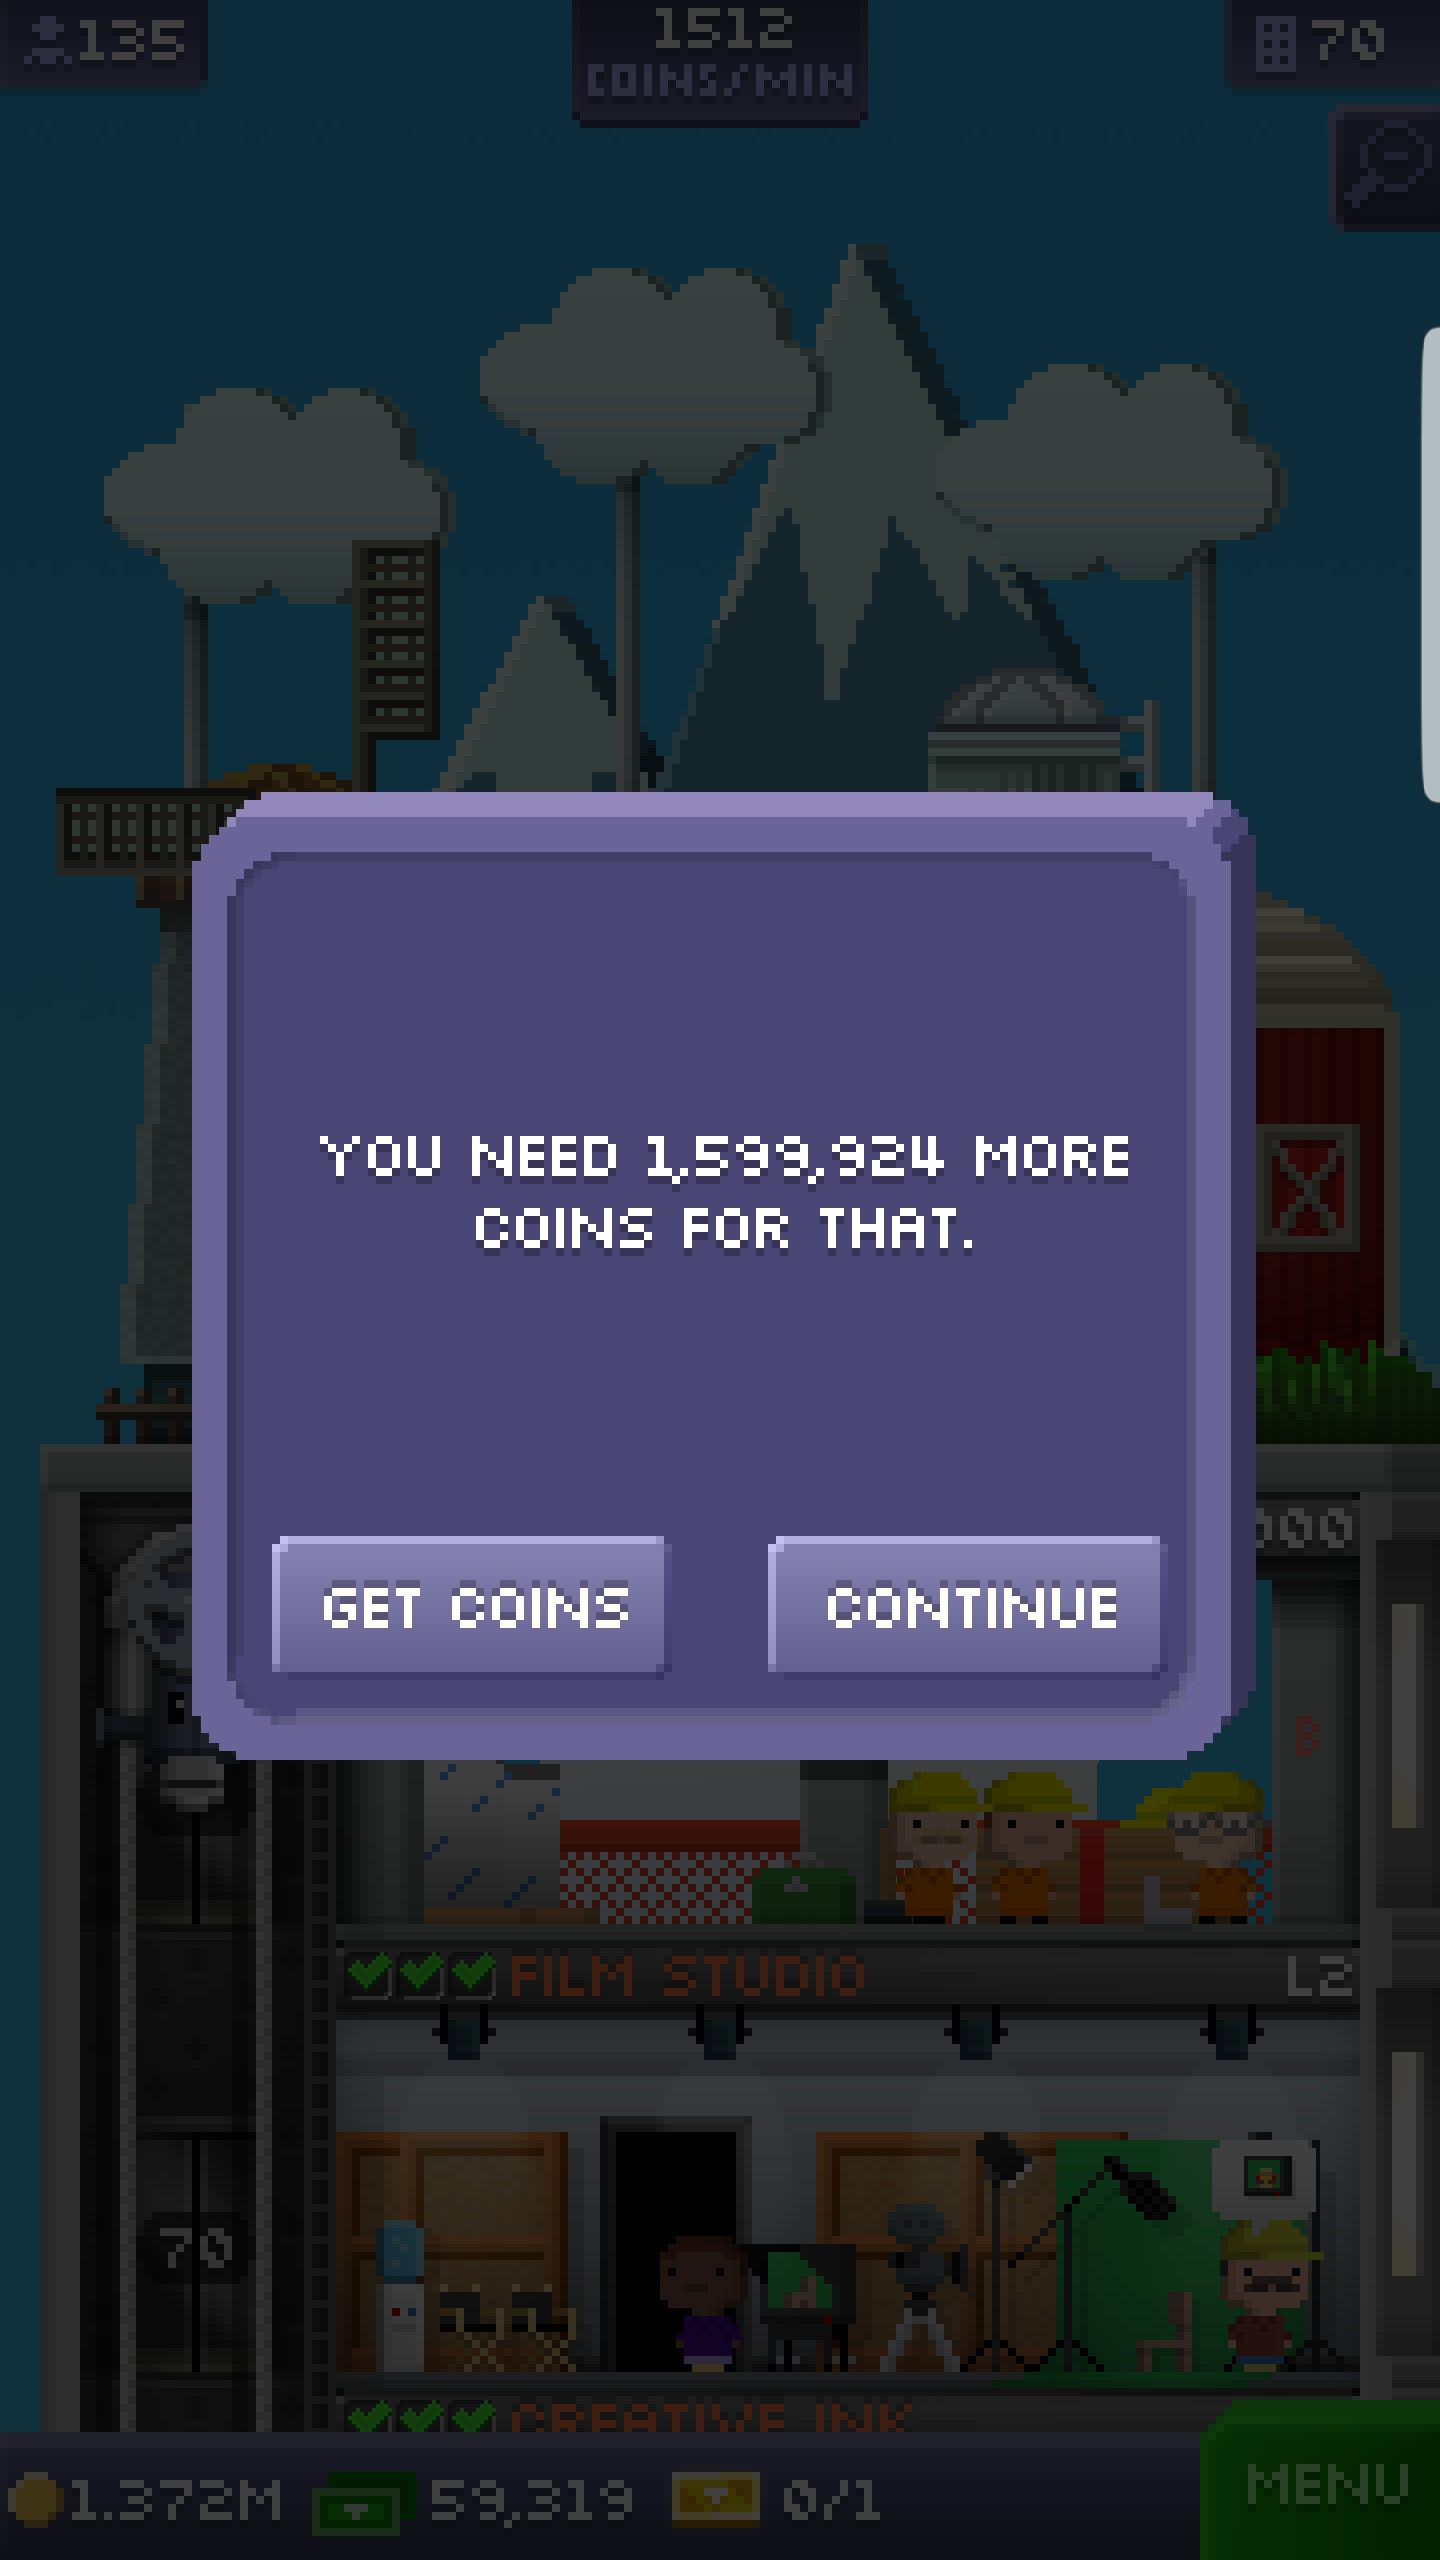 135
1512
COINS/MIN
70
YOU NEED 1,599,924 MORE
COINS FOR THAT.
GET COINS
CONTINUE
000
B
FILM STUDIO
L2
70
CREATIVE INK
1.372M
59,319
0/1
MENU